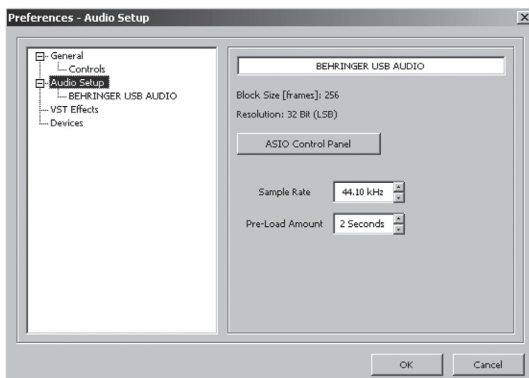 Preferences - Audio Setup
General
Controls
Audio Setup
BEHRINGER USB AUDIO
VST Effects
Devices
BEHRINGER USB AUDIO
Block Size [frames]: 256
Resolution: 32 Bit (LSB)
ASIO Control Panel
Sample Rate 44.10 kHz
Pre-Load Amount 2 Seconds
OK Cancel